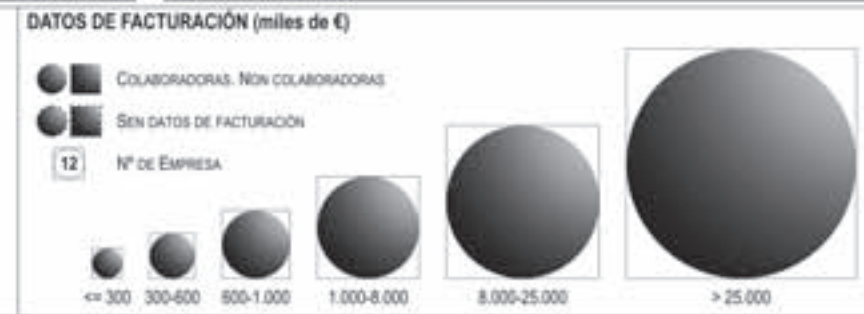 DATOS DE FACTURACIÓN (miles de €)
COLABORADORAS. NON COLABORADORAS
SEN DATOS DE FACTURACIÓN
12 Nº DE EMPRESA
<= 300 300-600 600-1.000 1.000-8.000 8.000-25.000 > 25.000